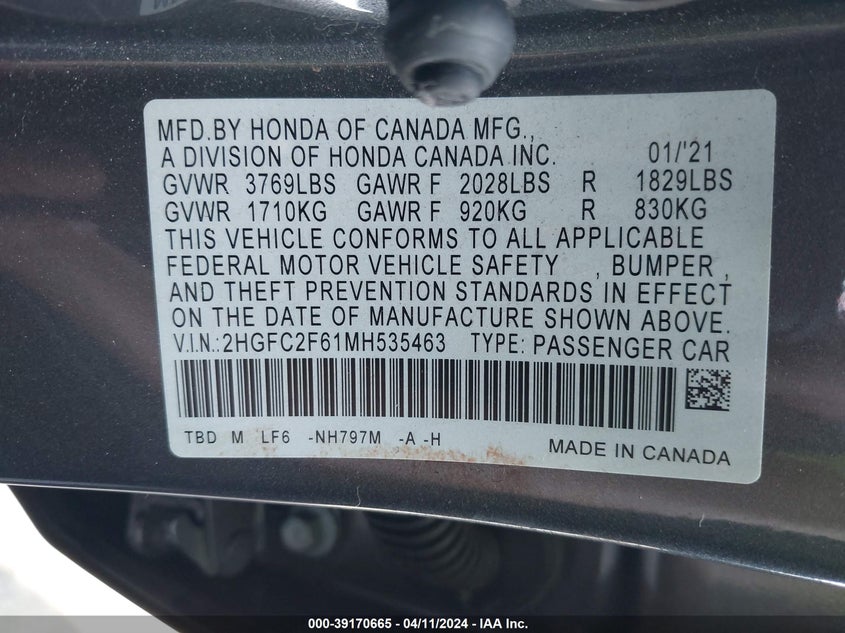 MFD.BY HONDA OF CANADA MFG.,
A DIVISION OF HONDA CANADA INC. 01/'21
GVWR 3769LBS GAWR F 2028LBS R 1829LBS
GVWR 1710KG GAWR F 920KG R 830KG
THIS VEHICLE CONFORMS TO ALL APPLICABLE
FEDERAL MOTOR VEHICLE SAFETY , BUMPER ,
AND THEFT PREVENTION STANDARDS IN EFFECT
ON THE DATE OF MANUFACTURE SHOWN ABOVE.
V.I.N.:2HGFC2F61MH535463 TYPE: PASSENGER CAR
TBD M LF6 -NH797M -A -H
MADE IN CANADA
000-39170665 - 04/11/2024 - IAA Inc.